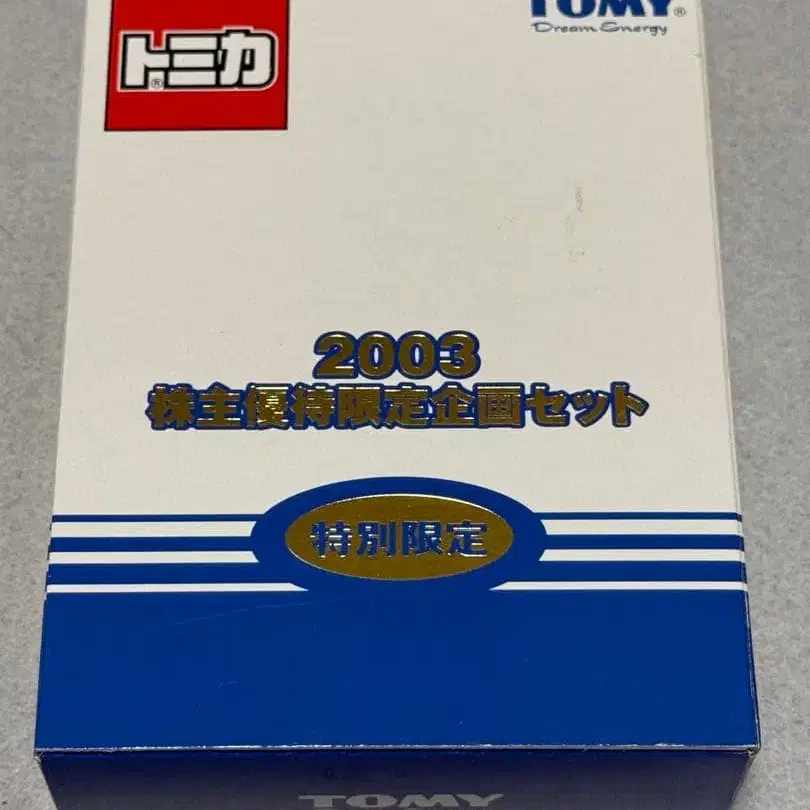 トミカ®
TOMY®
Dream Energy
2003
株主優待限定企画セット
特別限定
TOMY